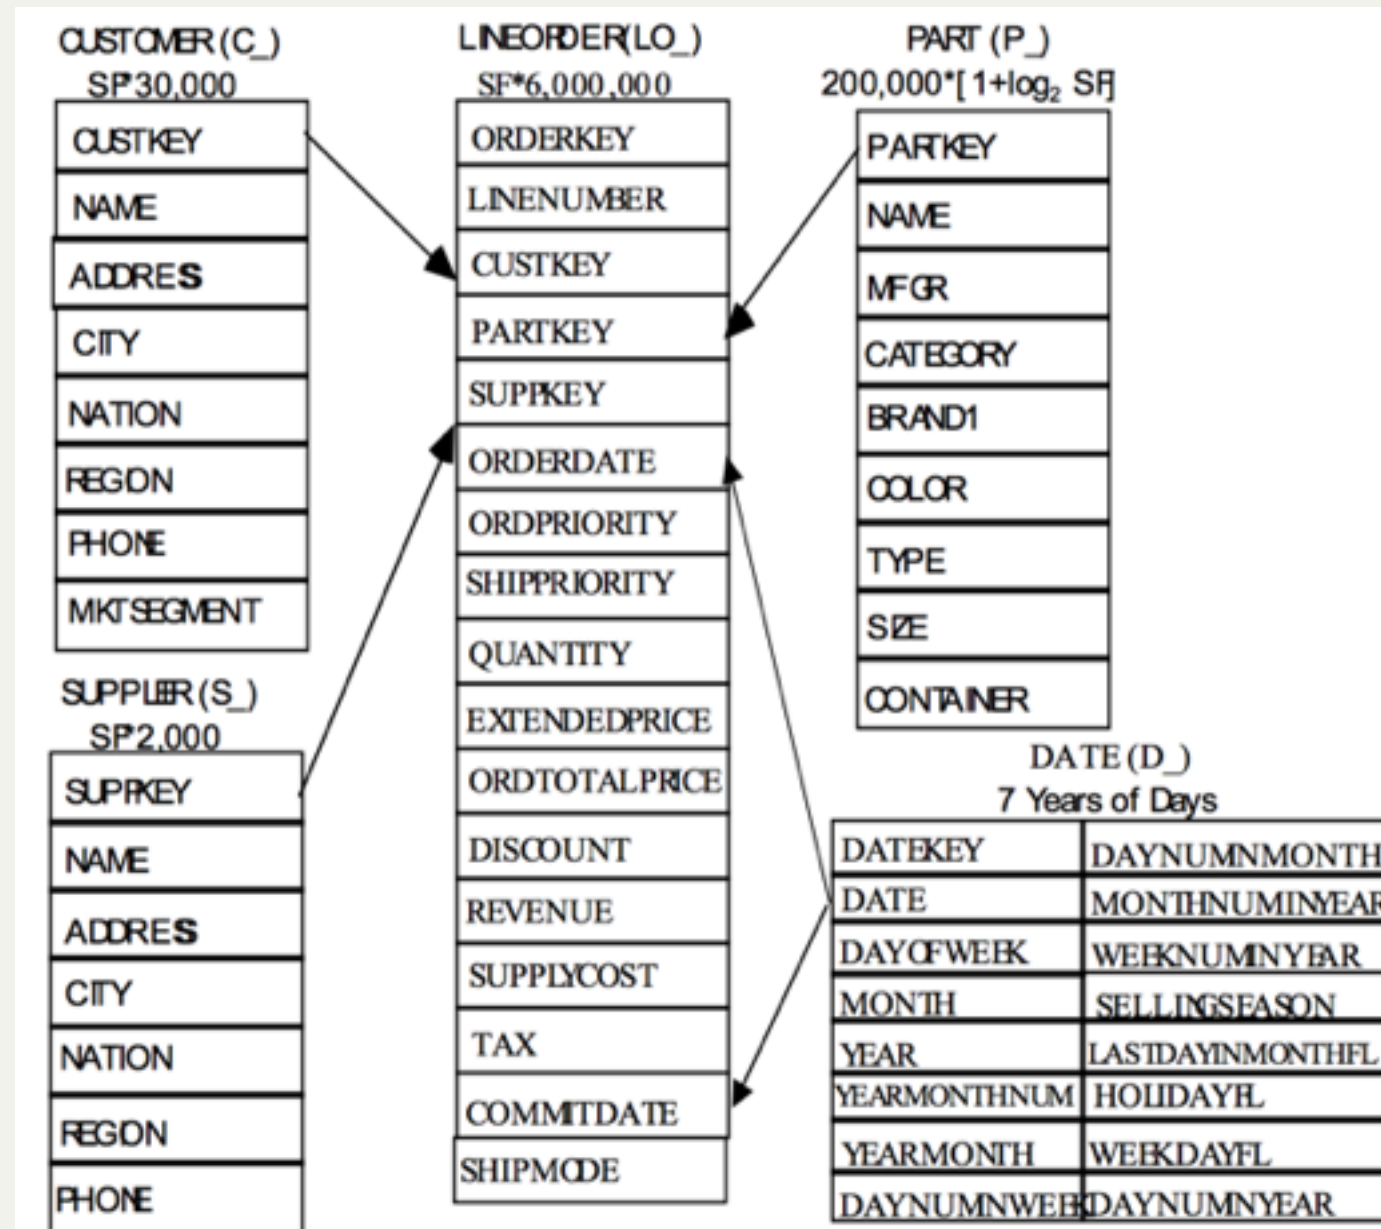 CUSTOMER (C_)
SF*30,000
CUSTKEY
NAME
ADDRESS
CITY
NATION
REGION
PHONE
MKTSEGMENT
SUPPLIER (S_)
SF*2,000
SUPPKEY
NAME
ADDRESS
CITY
NATION
REGION
PHONE
LINEORDER(LO_)
SF*6,000,000
ORDERKEY
LINENUMBER
CUSTKEY
PARTKEY
SUPPKEY
ORDERDATE
ORDPRIORITY
SHIPPRIORITY
QUANTITY
EXTENDEDPRICE
ORDTOTALPRICE
DISCOUNT
REVENUE
SUPPLYCOST
TAX
COMMITDATE
SHIPMODE
PART (P_)
200,000*[1+log₂ SF]
PARTKEY
NAME
MFGR
CATEGORY
BRAND1
COLOR
TYPE
SIZE
CONTAINER
DATE (D_)
7 Years of Days
DATEKEY
DATE
DAYOFWEEK
MONTH
YEAR
YEARMONTHNUM
YEARMONTH
DAYNUMINWEEK
DAYNUMINMONTH
MONTHNUMINYEAR
WEEKNUMINYEAR
SELLINGSEASON
LASTDAYINMONTHFL
HOLIDAYFL
WEEKDAYFL
DAYNUMINYEAR